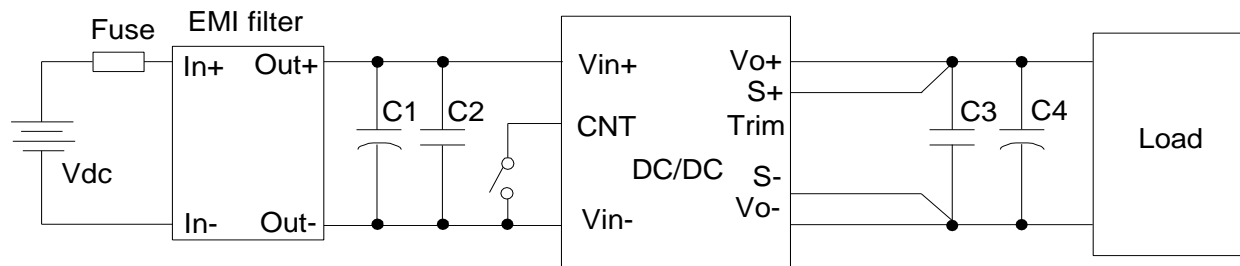 Fuse
EMI filter
In+
Out+
In-
Out-
Vdc
C1
C2
Vin+
CNT
Vin-
DC/DC
Vo+
S+
Trim
S-
Vo-
C3
C4
Load